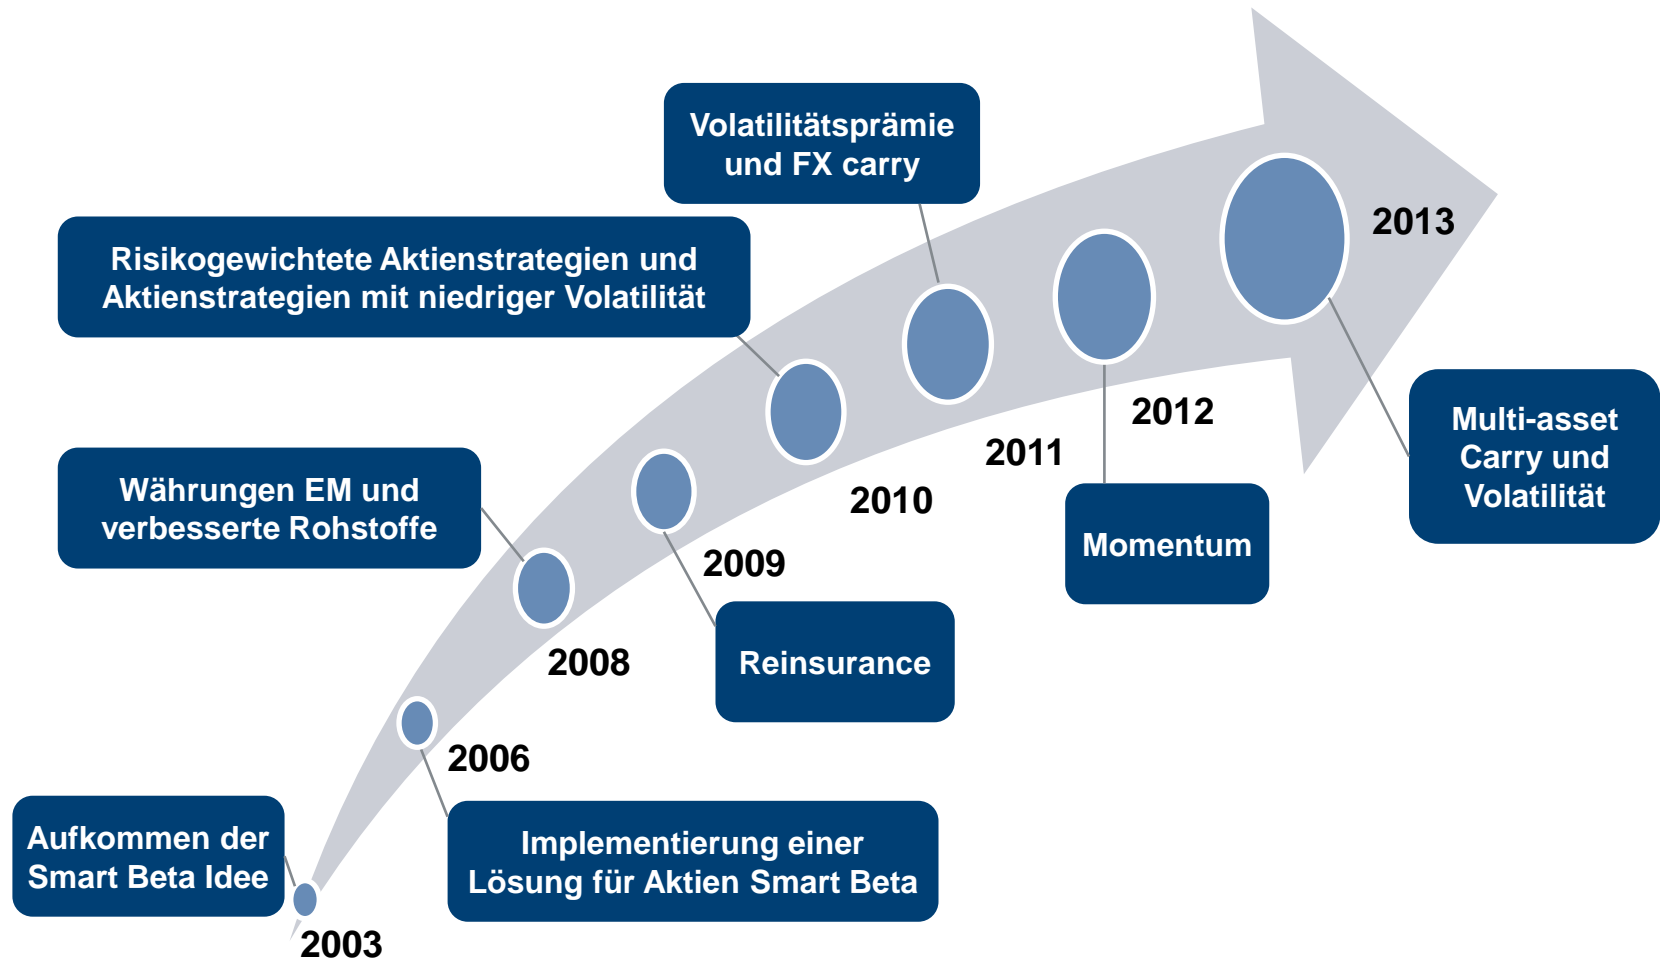 Volatilitätsprämie
und FX carry
2013
Risikogewichtete Aktienstrategien und
Aktienstrategien mit niedriger Volatilität
2012
Multi-asset
Carry und
Volatilität
2011
Währungen EM und
verbesserte Rohstoffe
2010
Momentum
2009
Reinsurance
2008
2006
Aufkommen der
Smart Beta Idee
Implementierung einer
Lösung für Aktien Smart Beta
2003